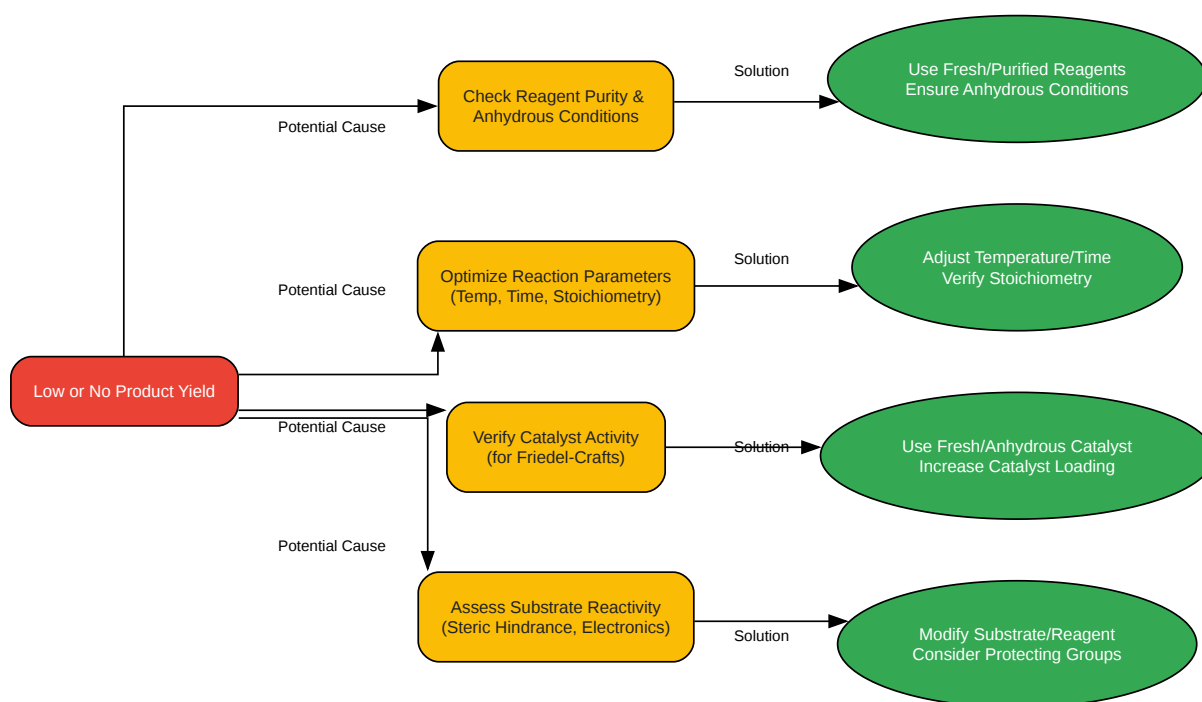 Use Fresh/Purified Reagents
Ensure Anhydrous Conditions
Solution
Check Reagent Purity &
Anhydrous Conditions
Potential Cause
Adjust Temperature/Time
Verify Stoichiometry
Solution
Optimize Reaction Parameters
(Temp, Time, Stoichiometry)
Potential Cause
Low or No Product Yield
Potential Cause
Verify Catalyst Activity
(for Friedel-Crafts)
Solution
Use Fresh/Anhydrous Catalyst
Increase Catalyst Loading
Potential Cause
Assess Substrate Reactivity
(Steric Hindrance, Electronics)
Solution
Modify Substrate/Reagent
Consider Protecting Groups